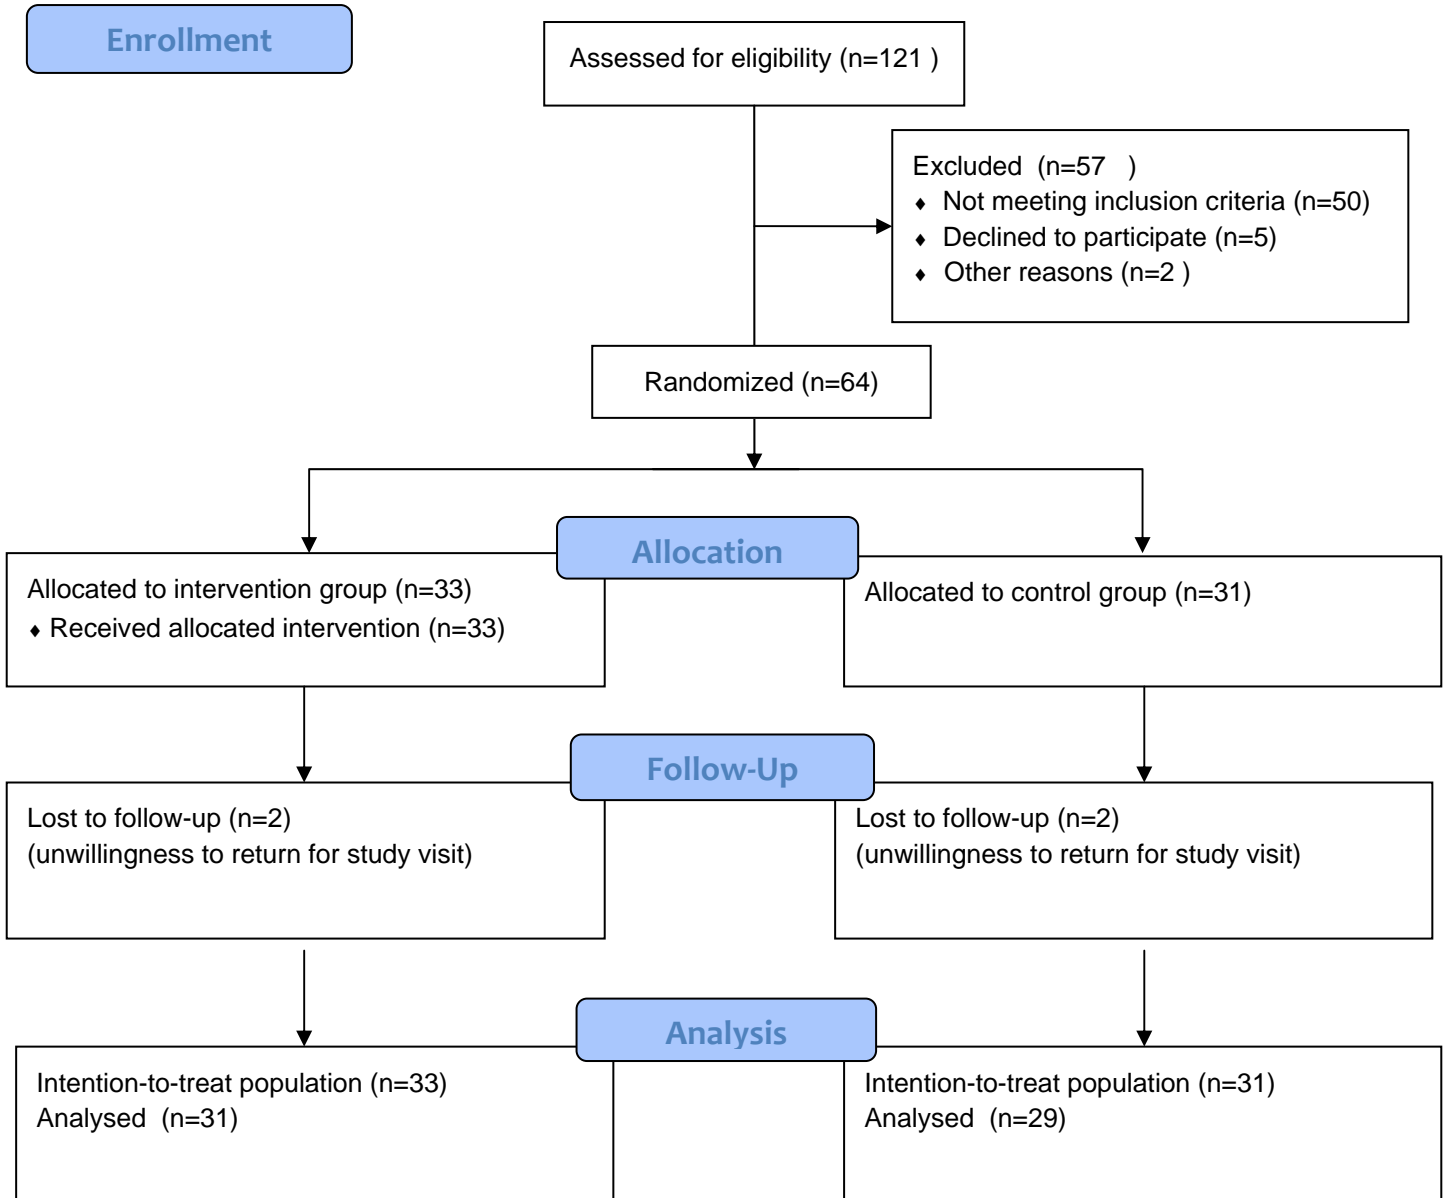 Enrollment
Assessed for eligibility (n=121 )
Excluded (n=57 )
♦ Not meeting inclusion criteria (n=50)
♦ Declined to participate (n=5)
♦ Other reasons (n=2 )
Randomized (n=64)
Allocation
Allocated to intervention group (n=33)
♦ Received allocated intervention (n=33)
Allocated to control group (n=31)
Follow-Up
Lost to follow-up (n=2)
(unwillingness to return for study visit)
Lost to follow-up (n=2)
(unwillingness to return for study visit)
Analysis
Intention-to-treat population (n=33)
Analysed (n=31)
Intention-to-treat population (n=31)
Analysed (n=29)